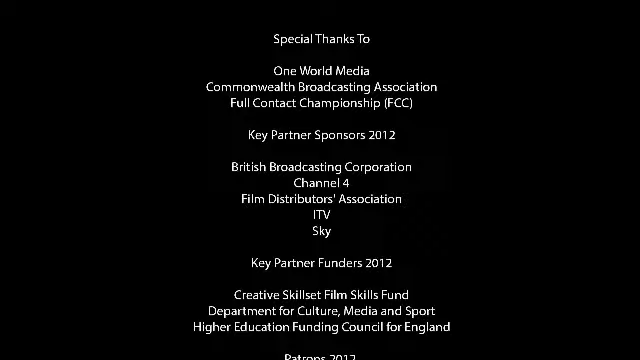 Special Thanks To
One World Media
Commonwealth Broadcasting Association
Full Contact Championship (FCC)
Key Partner Sponsors 2012
British Broadcasting Corporation
Channel 4
Film Distributors' Association
ITV
Sky
Key Partner Funders 2012
Creative Skillset Film Skills Fund
Department for Culture, Media and Sport
Higher Education Funding Council for England
Patrons 2012